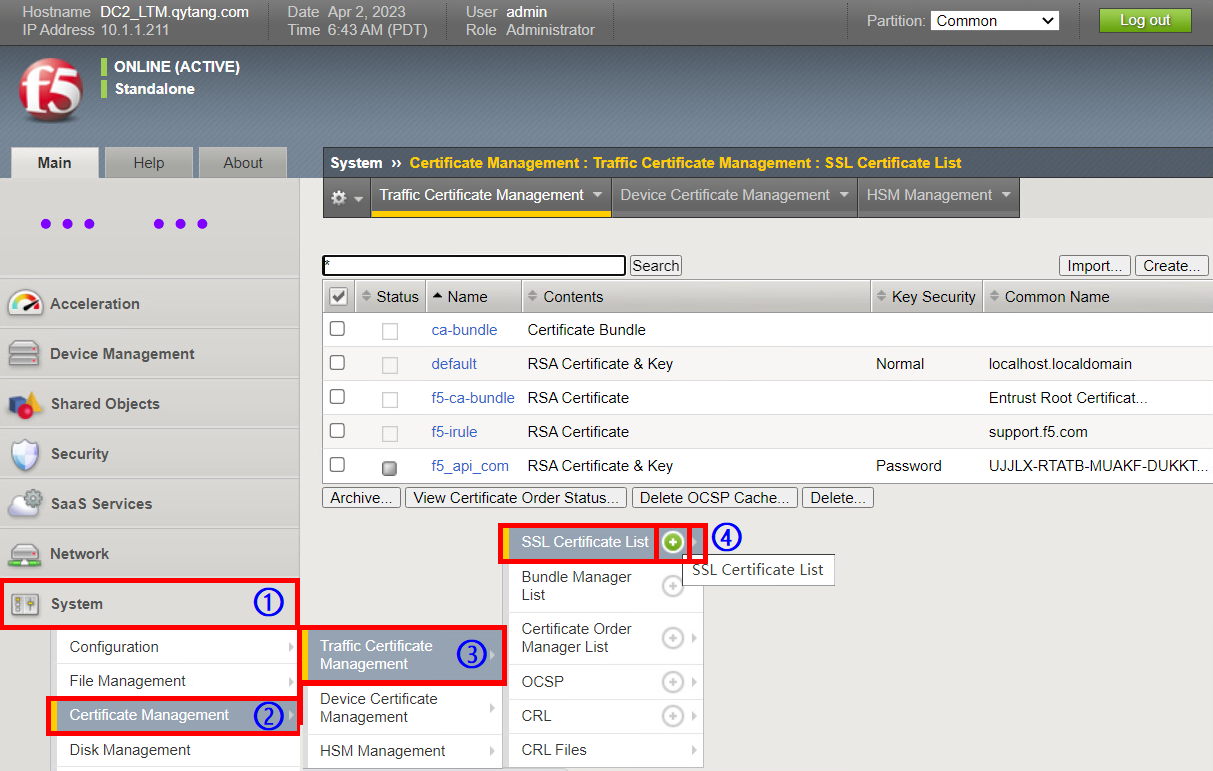 Hostname DC2_LTM.qytang.com
IP Address 10.1.1.211
Date Apr 2, 2023
Time 6:43 AM (PDT)
User admin
Role Administrator
Partition: Common
Log out
f5
ONLINE (ACTIVE)
Standalone
Main Help About
System ›› Certificate Management : Traffic Certificate Management : SSL Certificate List
Traffic Certificate Management Device Certificate Management HSM Management
* Search Import... Create...
Status Name Contents Key Security Common Name
ca-bundle Certificate Bundle
default RSA Certificate & Key Normal localhost.localdomain
f5-ca-bundle RSA Certificate Entrust Root Certificat...
f5-irule RSA Certificate support.f5.com
f5_api_com RSA Certificate & Key Password UJJLX-RTATB-MUAKF-DUKKT...
Archive... View Certificate Order Status... Delete OCSP Cache... Delete...
Acceleration
Device Management
Shared Objects
Security
SaaS Services
Network
System ①
Configuration
File Management
Certificate Management ②
Disk Management
Traffic Certificate
Management ③
Device Certificate
Management
HSM Management
SSL Certificate List ④
SSL Certificate List
Bundle Manager
List
Certificate Order
Manager List
OCSP
CRL
CRL Files